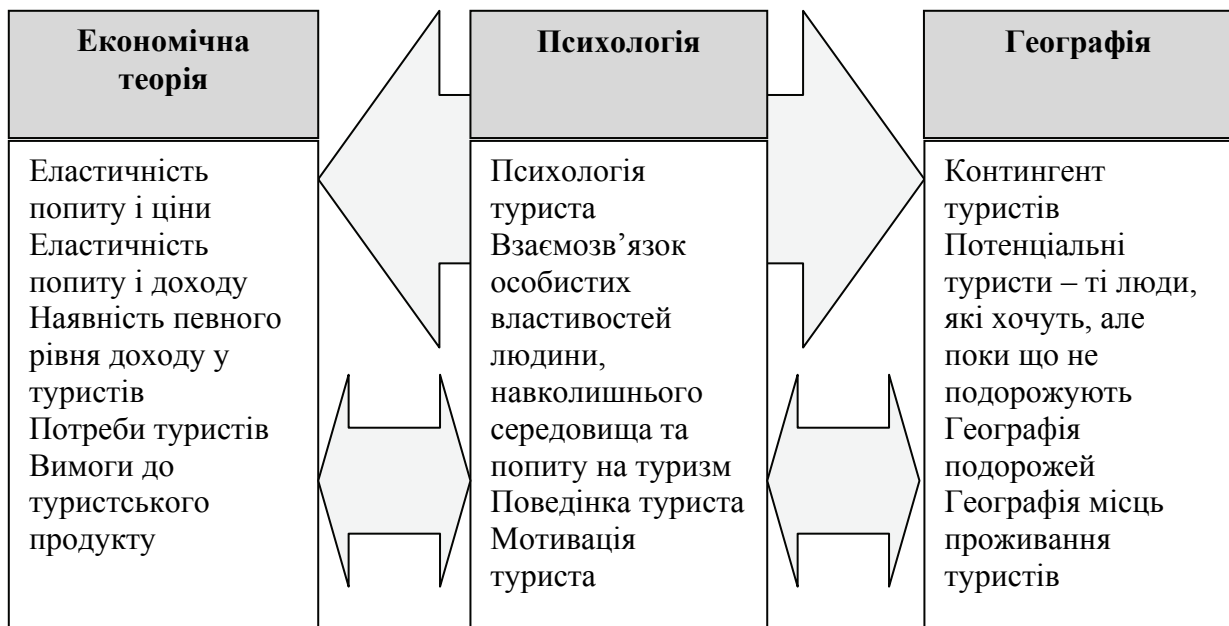 Економічна
теорія
Еластичність
попиту і ціни
Еластичність
попиту і доходу
Наявність певного
рівня доходу у
туристів
Потреби туристів
Вимоги до
туристського
продукту
Психологія
Психологія
туриста
Взаємозв’язок
особистих
властивостей
людини,
навколишнього
середовища та
попиту на туризм
Поведінка туриста
Мотивація
туриста
Географія
Контингент
туристів
Потенціальні
туристи – ті люди,
які хочуть, але
поки що не
подорожують
Географія
подорожей
Географія місць
проживання
туристів